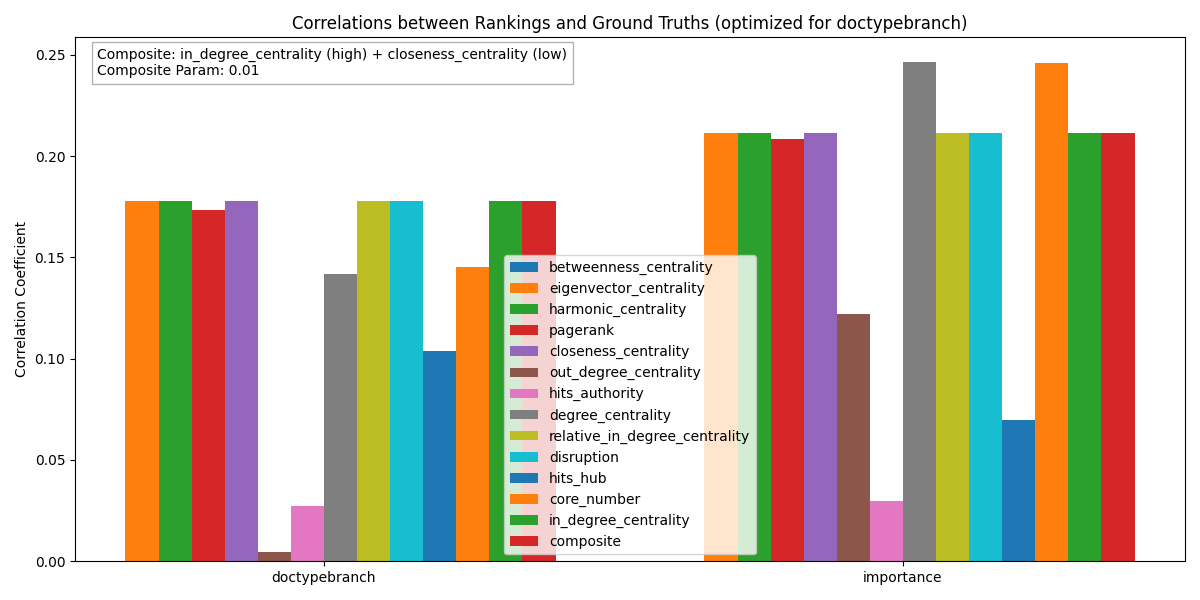 Correlations between Rankings and Ground Truths (optimized for doctypebranch)
Composite: in_degree_centrality (high) + closeness_centrality (low)
Composite Param: 0.01
Correlation Coefficient
0.25
0.20
0.15
0.10
0.05
0.00
betweenness_centrality
eigenvector_centrality
harmonic_centrality
pagerank
closeness_centrality
out_degree_centrality
hits_authority
degree_centrality
relative_in_degree_centrality
disruption
hits_hub
core_number
in_degree_centrality
composite
doctypebranch
importance